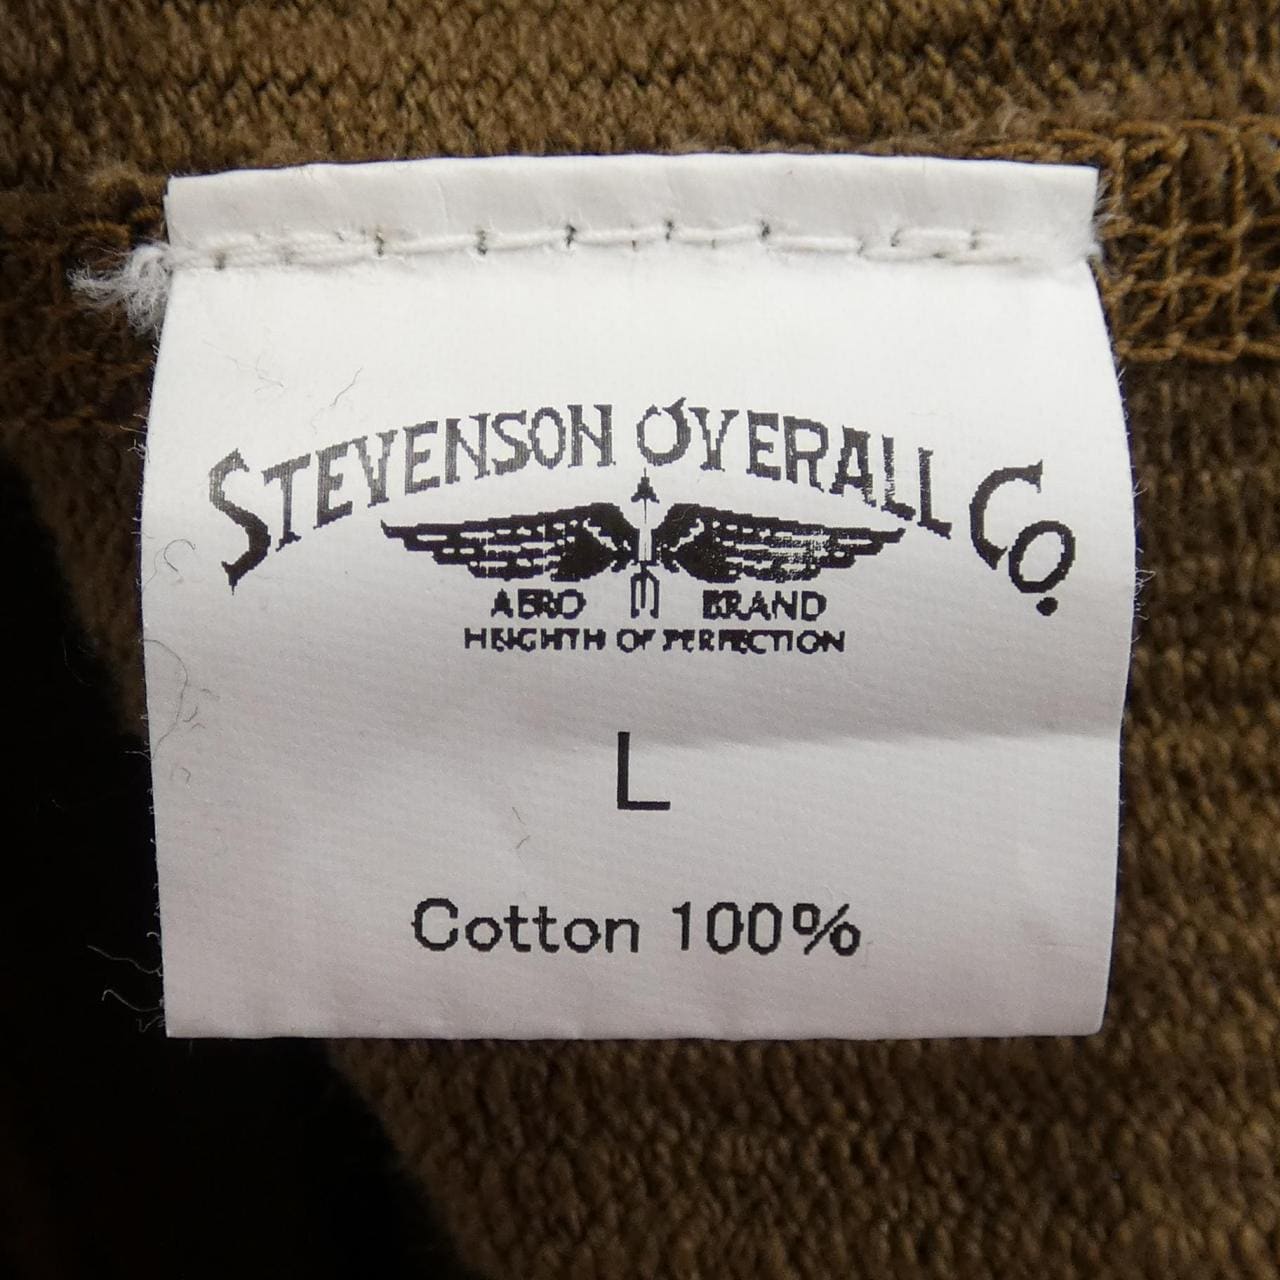 STEVENSON OVERALL CO.
AERO BRAND
HEIGHTH OF PERFECTION
L
Cotton 100%